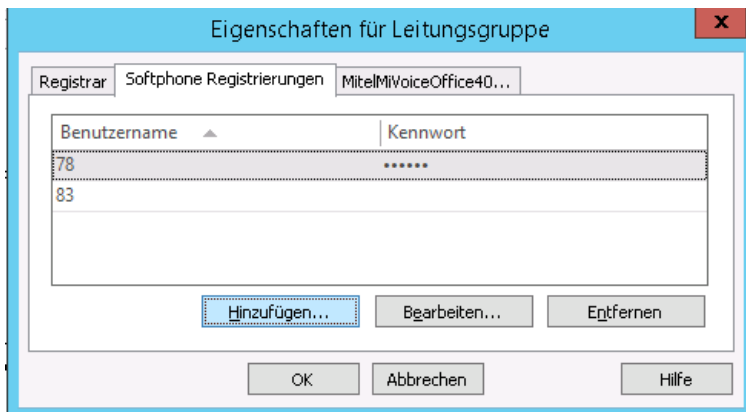 Eigenschaften für Leitungsgruppe
x
Registrar Softphone Registrierungen MitelMiVoiceOffice40...
Benutzername Kennwort
78 ••••••
83
Hinzufügen... Bearbeiten... Entfernen
OK Abbrechen Hilfe